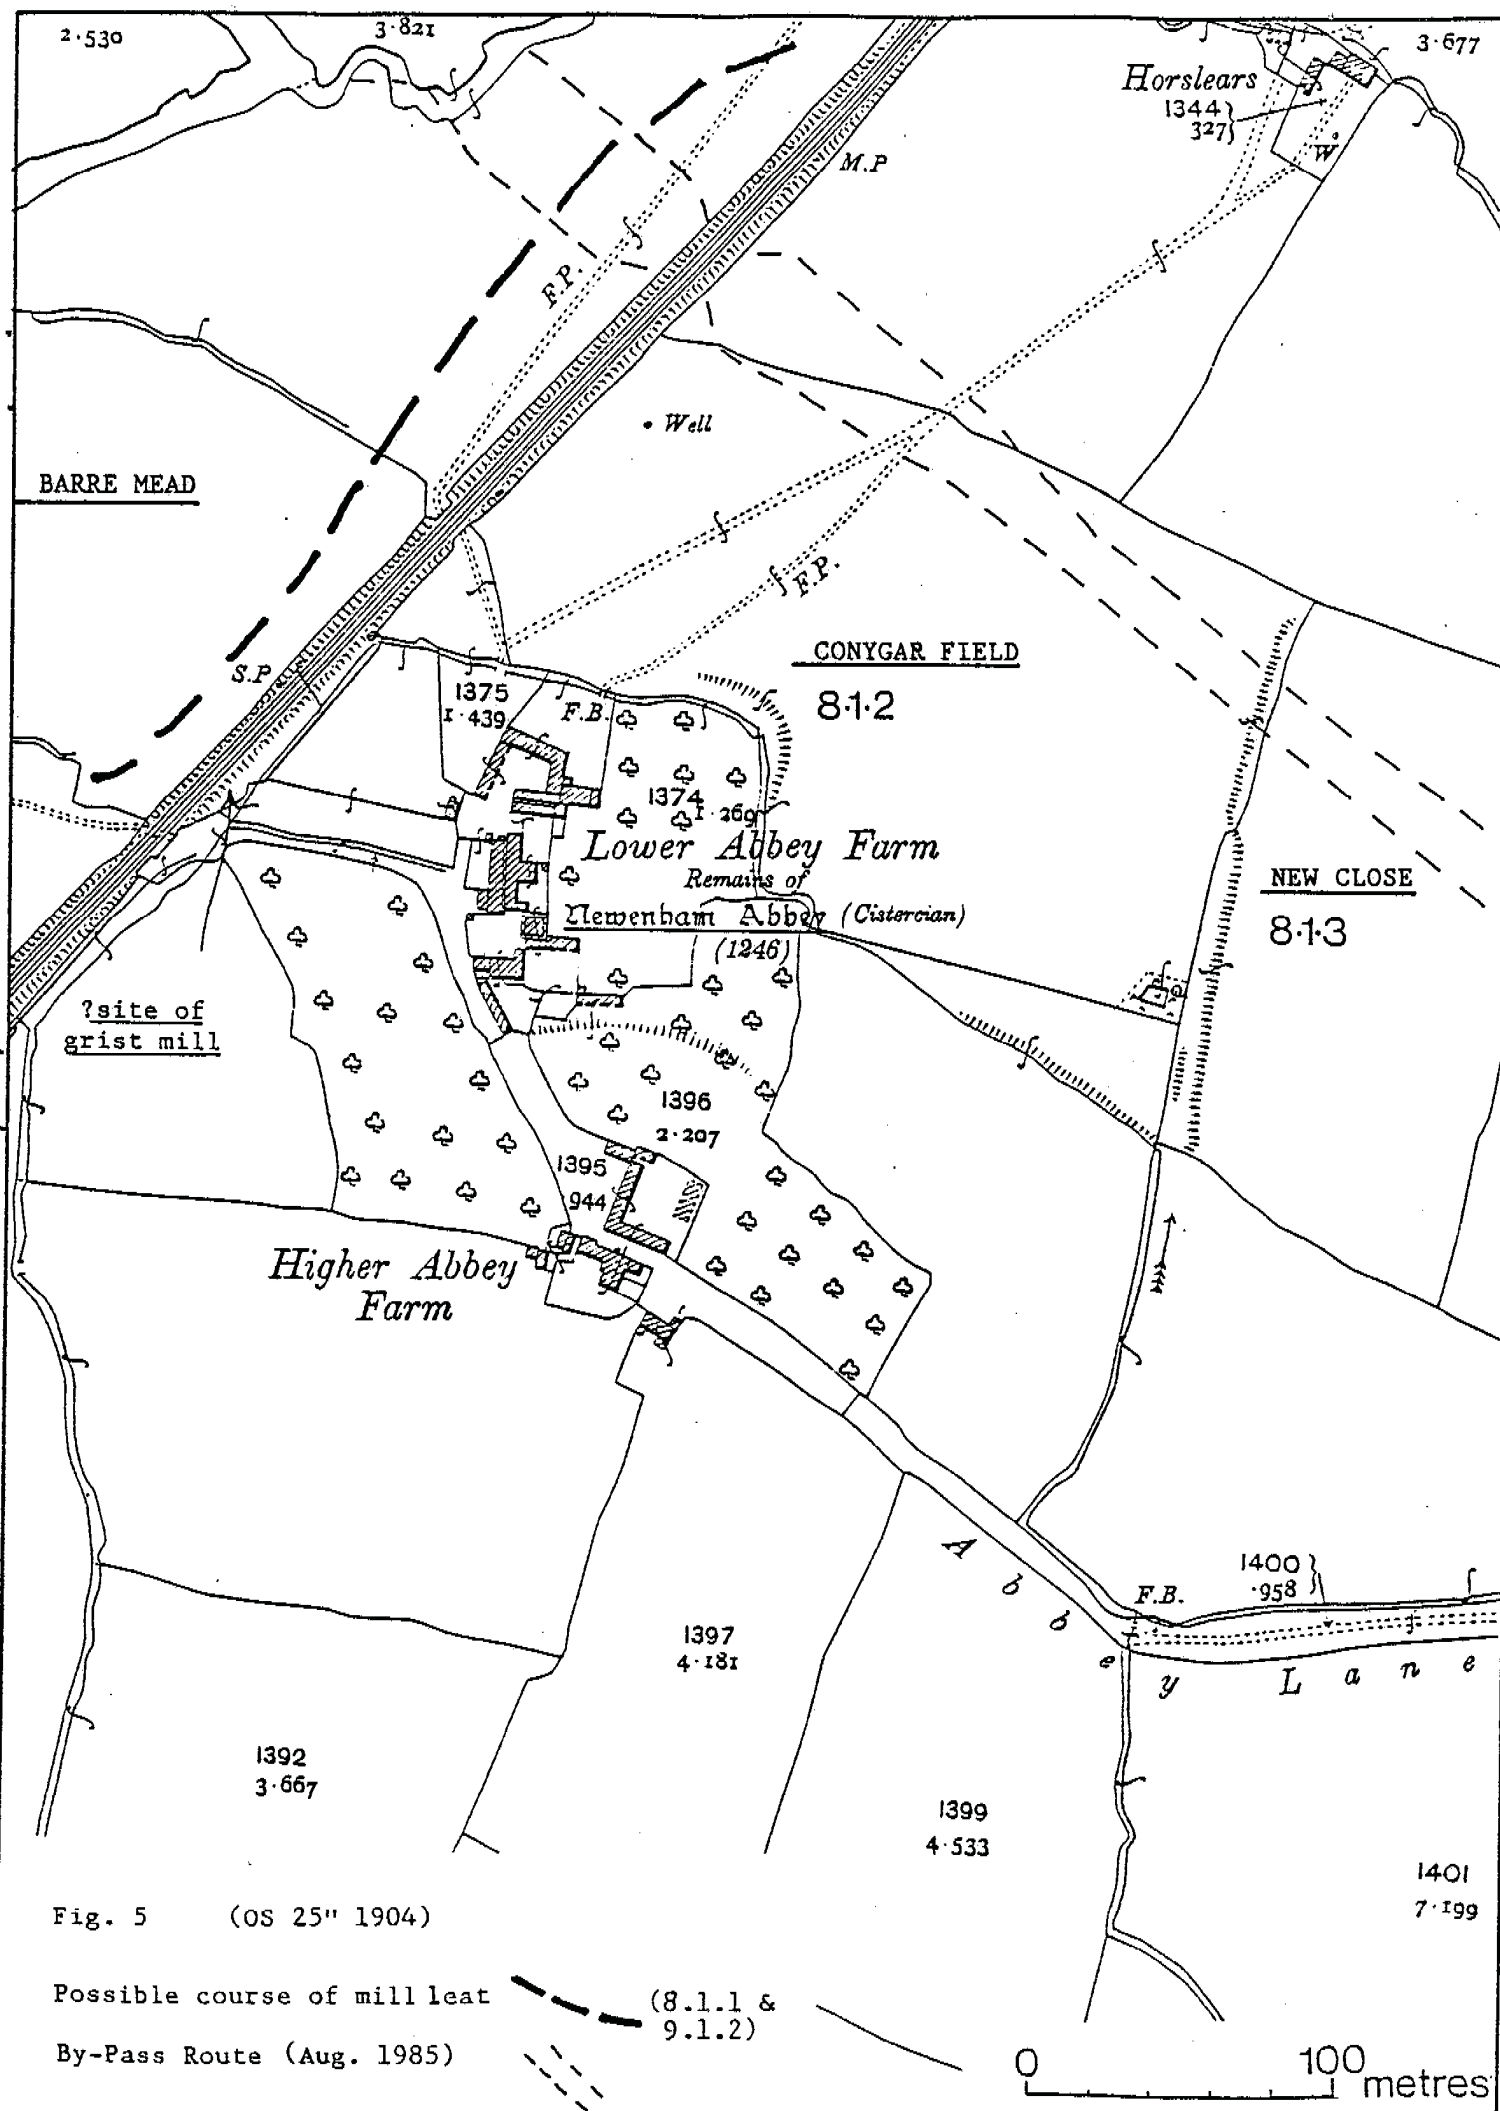 2·530
3·821
3·677
Horslears
1344
327
W
M.P
F.P.
Well
BARRE MEAD
F.P.
CONYGAR FIELD
8·1·2
S.P
1375
1·439
F.B.
1374
1·269
Lower Abbey Farm
Remains of
Newenham Abbey (Cistercian)
(1246)
NEW CLOSE
8·1·3
?site of
grist mill
1396
2·207
1395
·944
Higher Abbey
Farm
Abbey Lane
F.B.
1400
·958
1397
4·181
1392
3·667
1399
4·533
1401
7·199
Fig. 5 (OS 25" 1904)
Possible course of mill leat (8.1.1 &
9.1.2)
By-Pass Route (Aug. 1985)
0 100 metres